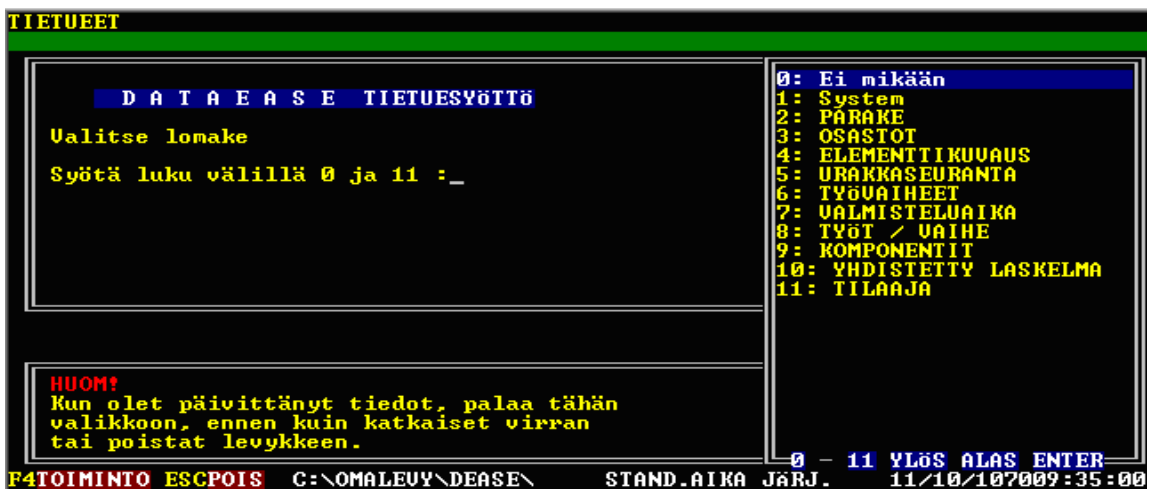 TIETUEET
D A T A E A S E TIETUESYöTTö
Valitse lomake
Syötä luku välillä 0 ja 11 :_
0: Ei mikään
1: System
2: PARAKE
3: OSASTOT
4: ELEMENTTIKUVAUS
5: URAKKASEURANTA
6: TYöVAIHEET
7: VALMISTELUAIKA
8: TYöT / VAIHE
9: KOMPONENTIT
10: YHDISTETTY LASKELMA
11: TILAAJA
HUOM!
Kun olet päivittänyt tiedot, palaa tähän
valikkoon, ennen kuin katkaiset virran
tai poistat levykkeen.
0 - 11 YLöS ALAS ENTER
F4TOIMINTO ESCPOIS C:\OMALEVY\DEASE\ STAND.AIKA JäRJ. 11/10/107009:35:00